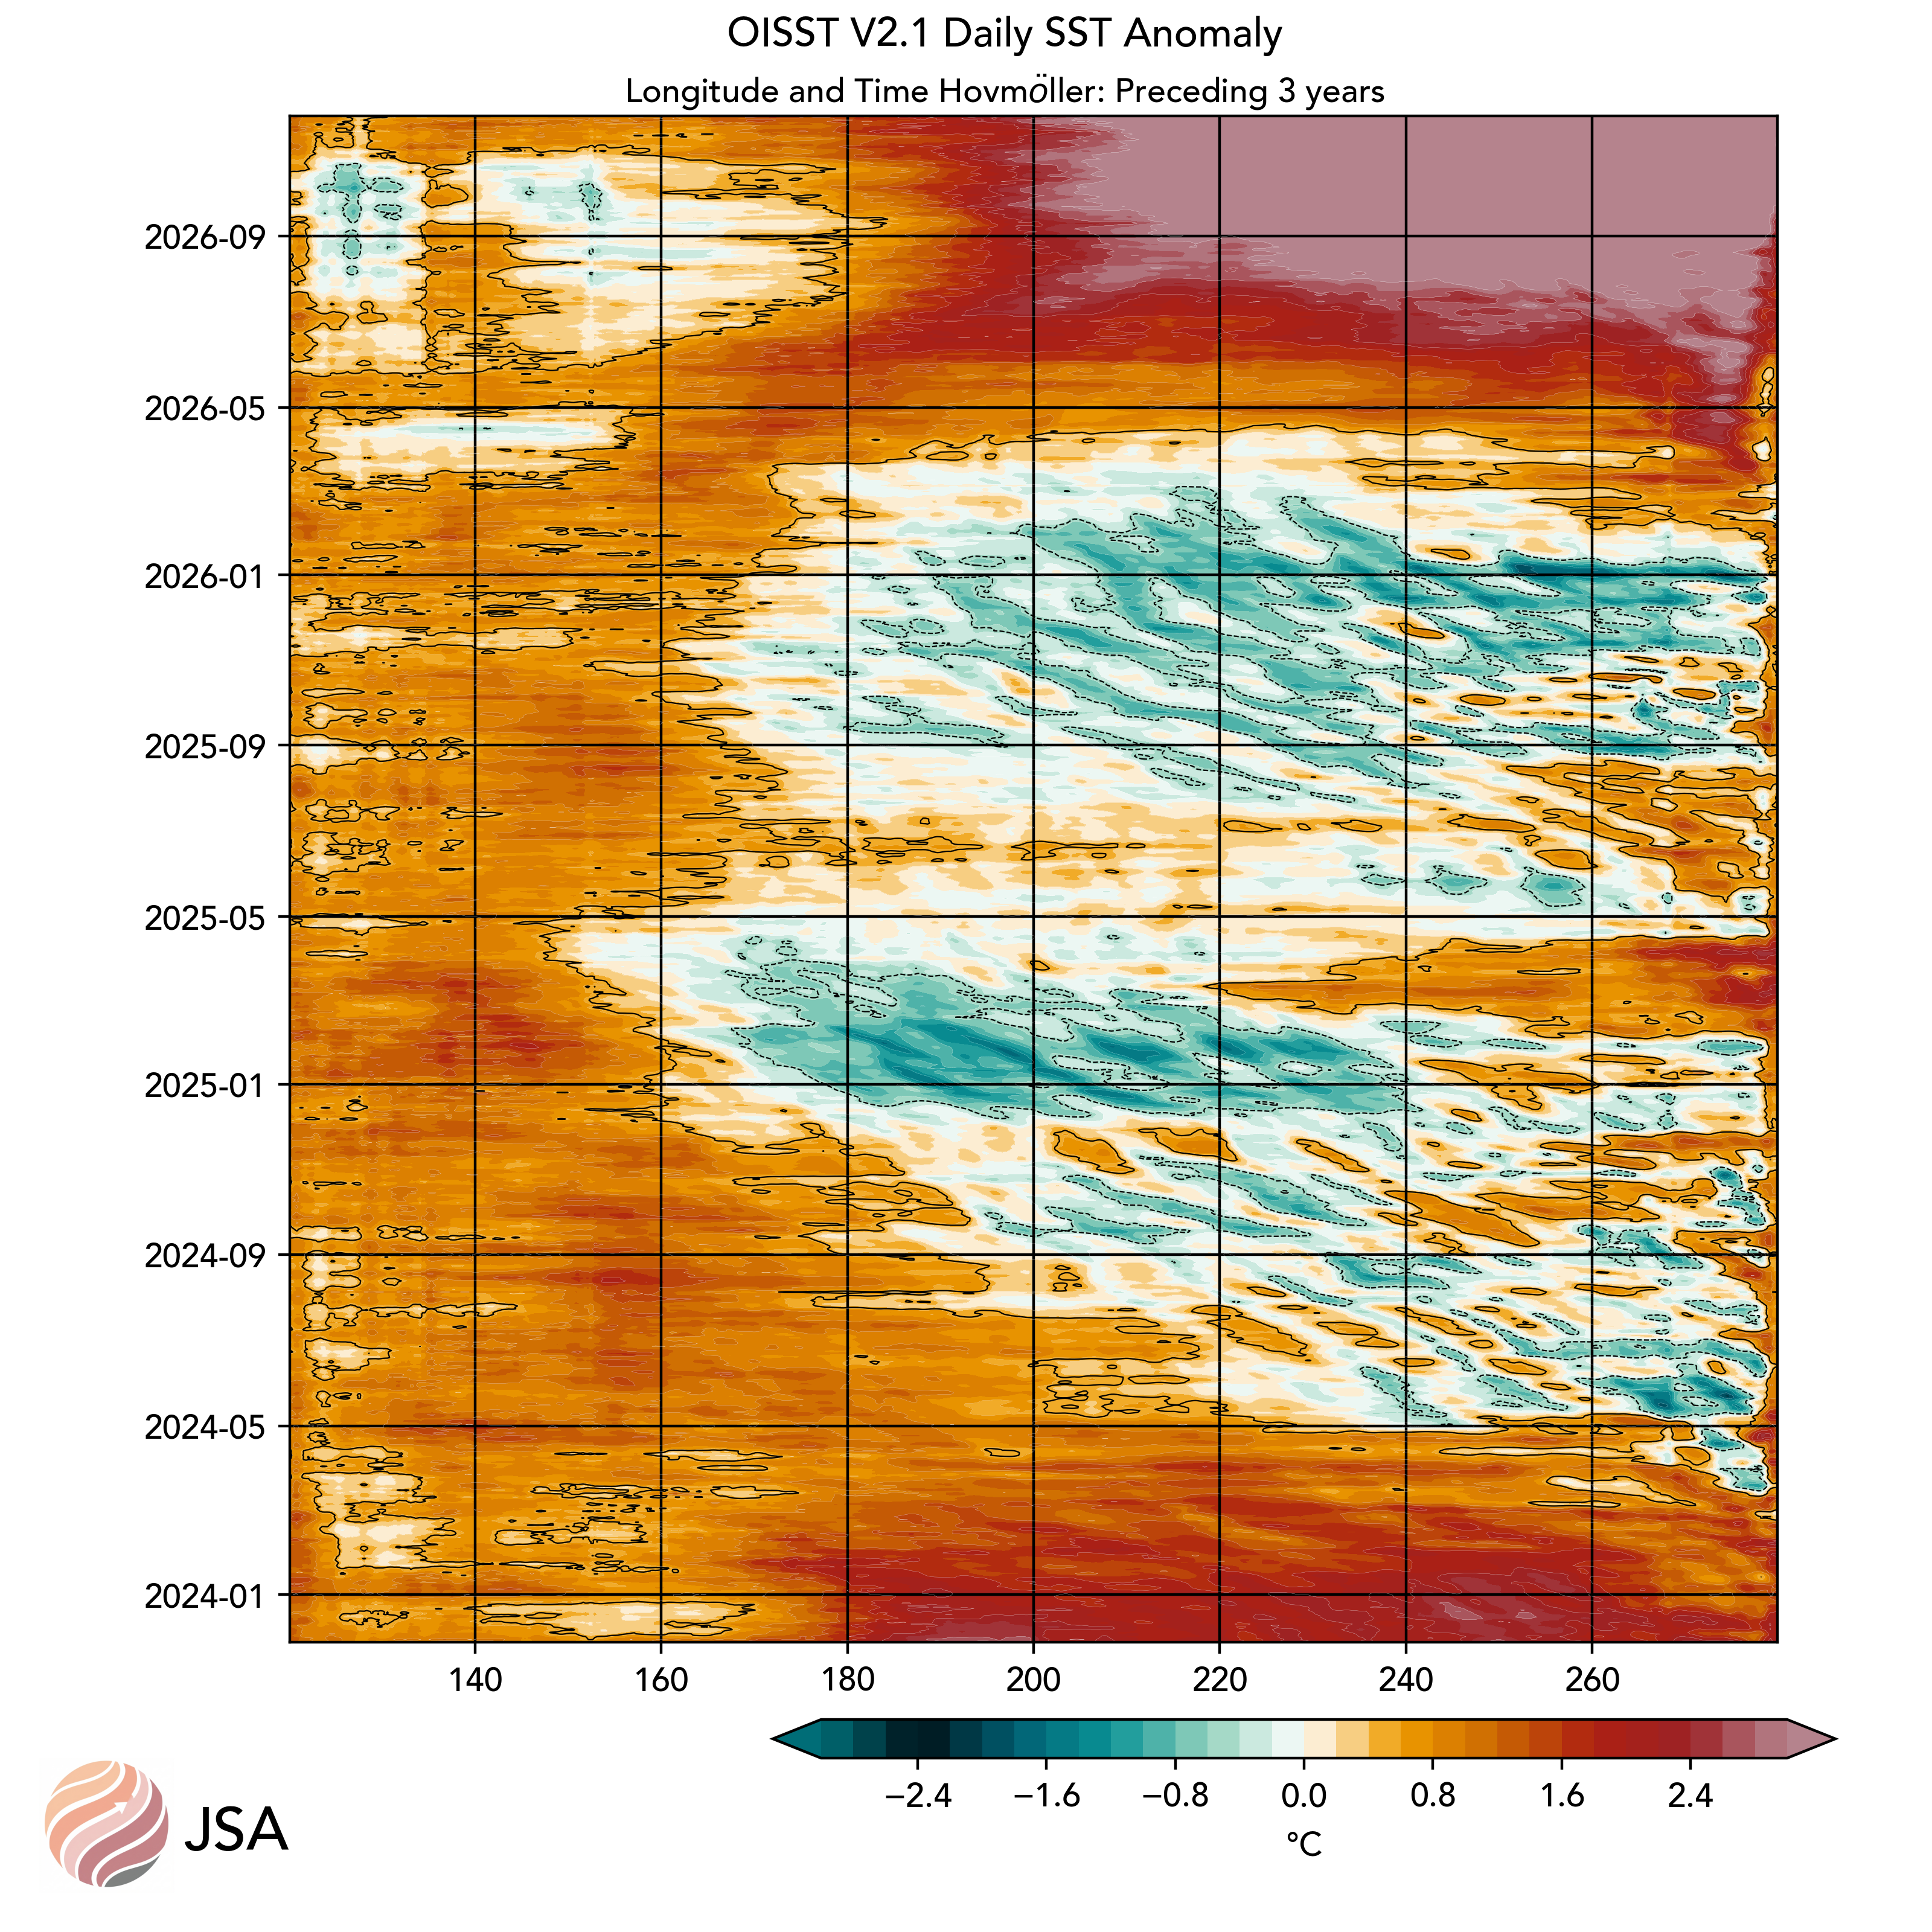 OISST V2.1 Daily SST Anomaly
Longitude and Time Hovmöller: Preceding 3 years
2026-09
2026-05
2026-01
2025-09
2025-05
2025-01
2024-09
2024-05
2024-01
140 160 180 200 220 240 260
−2.4 −1.6 −0.8 0.0 0.8 1.6 2.4
°C
JSA